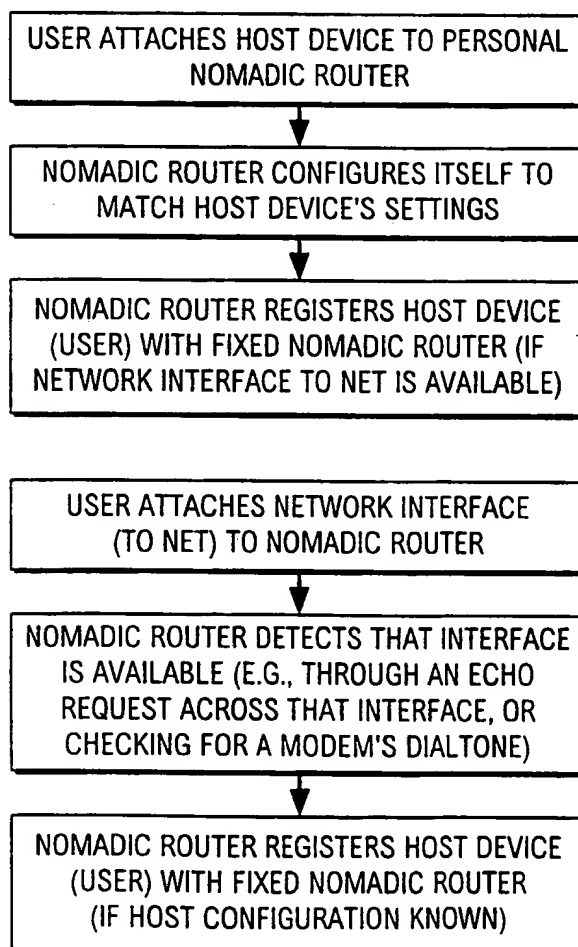 USER ATTACHES HOST DEVICE TO PERSONAL
NOMADIC ROUTER
NOMADIC ROUTER CONFIGURES ITSELF TO
MATCH HOST DEVICE'S SETTINGS
NOMADIC ROUTER REGISTERS HOST DEVICE
(USER) WITH FIXED NOMADIC ROUTER (IF
NETWORK INTERFACE TO NET IS AVAILABLE)
USER ATTACHES NETWORK INTERFACE
(TO NET) TO NOMADIC ROUTER
NOMADIC ROUTER DETECTS THAT INTERFACE
IS AVAILABLE (E.G., THROUGH AN ECHO
REQUEST ACROSS THAT INTERFACE, OR
CHECKING FOR A MODEM'S DIALTONE)
NOMADIC ROUTER REGISTERS HOST DEVICE
(USER) WITH FIXED NOMADIC ROUTER
(IF HOST CONFIGURATION KNOWN)